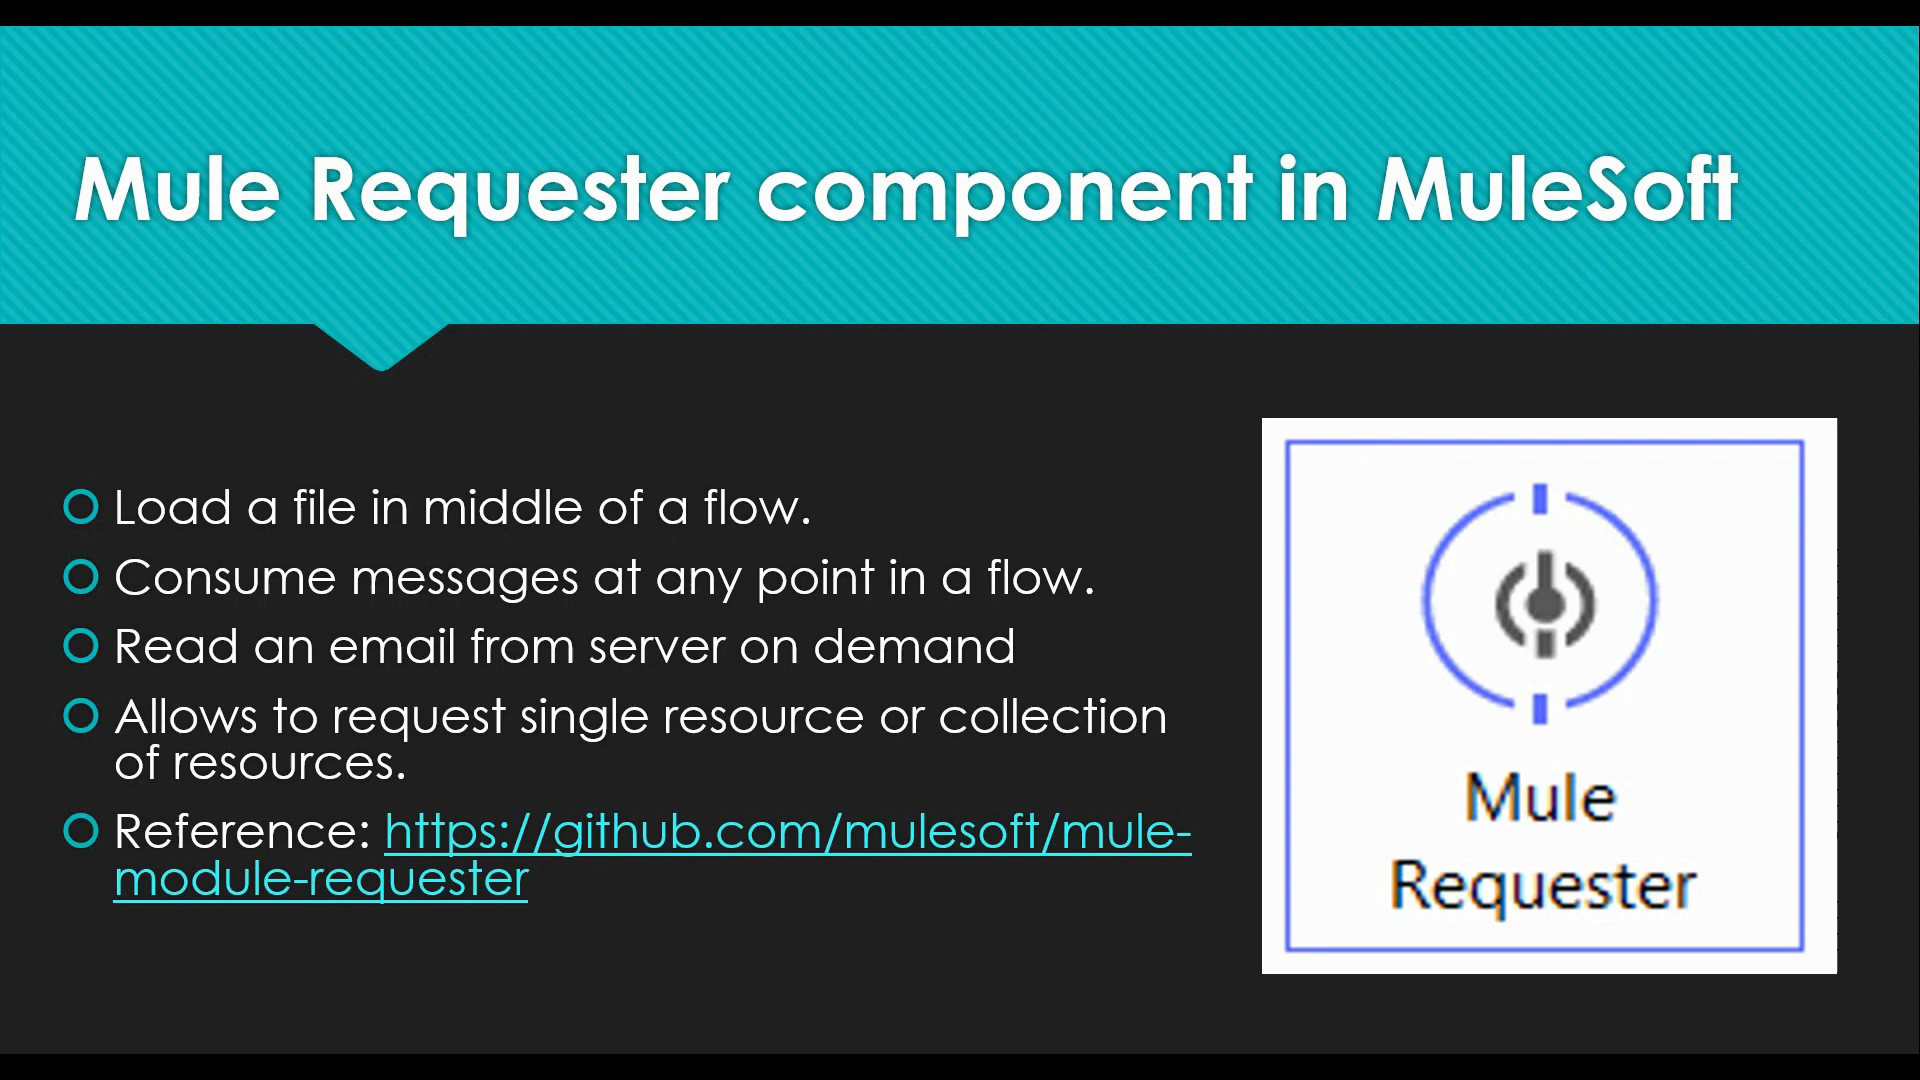 Mule Requester component in MuleSoft
Load a file in middle of a flow.
Consume messages at any point in a flow.
Read an email from server on demand
Allows to request single resource or collection
of resources.
Reference: https://github.com/mulesoft/mule-
module-requester
Mule
Requester